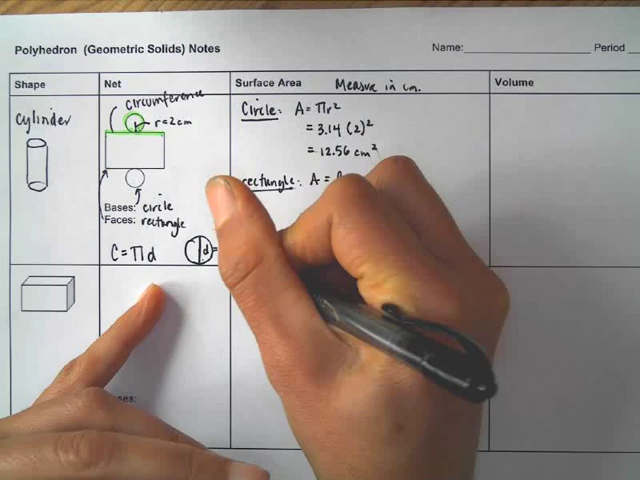 Polyhedron (Geometric Solids) Notes
Name: Period
Shape Net Surface Area Measure in cm. Volume
Cylinder
circumference
r=2cm
Bases: circle
Faces: rectangle
C = πd
d =
Circle: A = πr²
= 3.14 (2)²
= 12.56 cm²
rectangle: A =